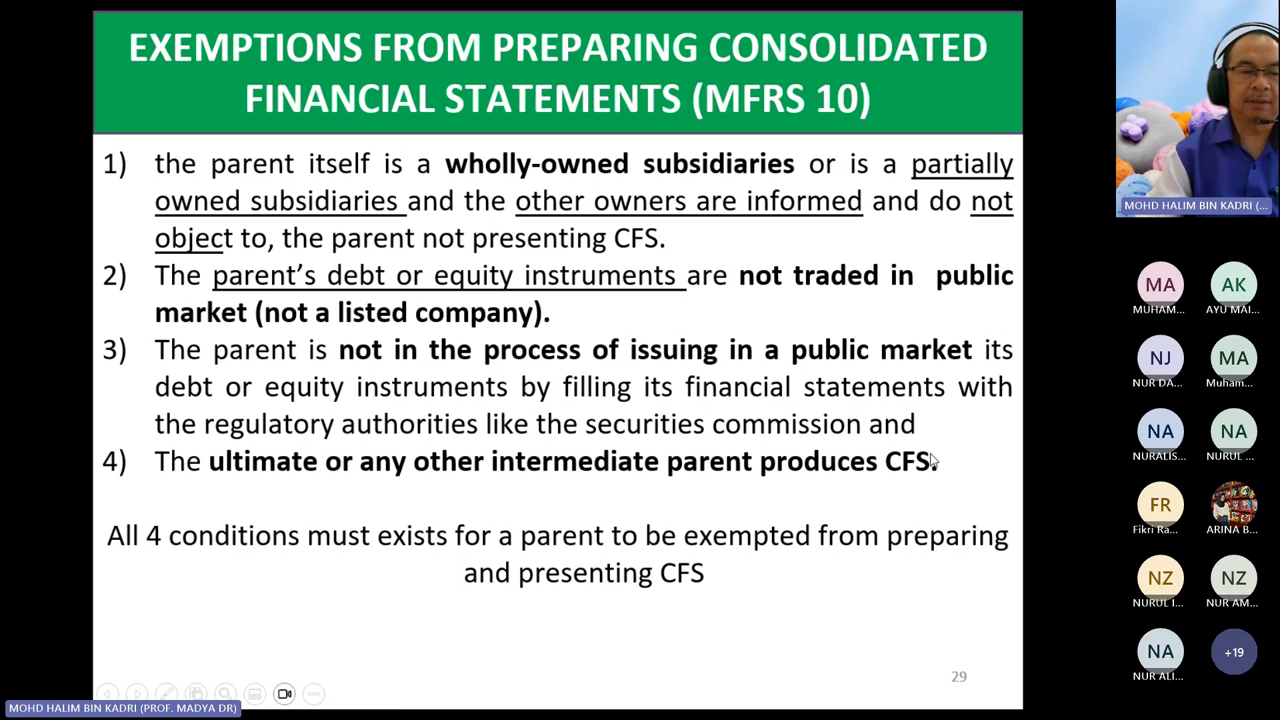 EXEMPTIONS FROM PREPARING CONSOLIDATED
FINANCIAL STATEMENTS (MFRS 10)
1) the parent itself is a wholly-owned subsidiaries or is a partially
owned subsidiaries and the other owners are informed and do not
object to, the parent not presenting CFS.
2) The parent's debt or equity instruments are not traded in public
market (not a listed company).
3) The parent is not in the process of issuing in a public market its
debt or equity instruments by filling its financial statements with
the regulatory authorities like the securities commission and
4) The ultimate or any other intermediate parent produces CFS.
All 4 conditions must exists for a parent to be exempted from preparing
and presenting CFS
29
MOHD HALIM BIN KADRI (PROF. MADYA DR)
MOHD HALIM BIN KADRI (...
MA AK
MUHAM... AYU MAI...
NJ MA
NUR DA... Muham...
NA NA
NURALIS... NURUL ...
FR
Fikri Ra... ARINA B...
NZ NZ
NURUL I... NUR AM...
NA +19
NUR ALI...